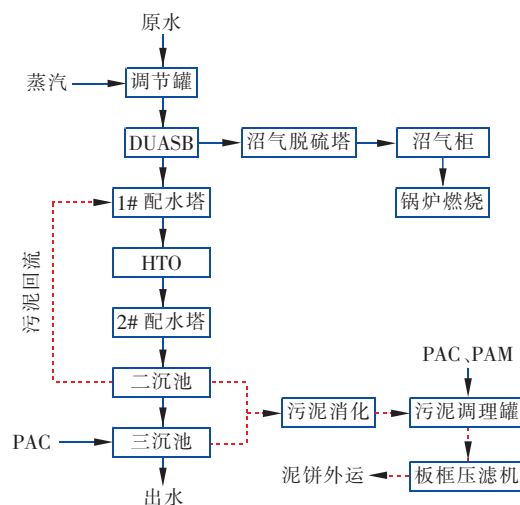 原水
蒸汽
调节罐
DUASB
沼气脱硫塔
沼气柜
1# 配水塔
锅炉燃烧
污泥回流
HTO
2# 配水塔
PAC、PAM
二沉池
污泥消化
污泥调理罐
PAC
三沉池
泥饼外运
板框压滤机
出水